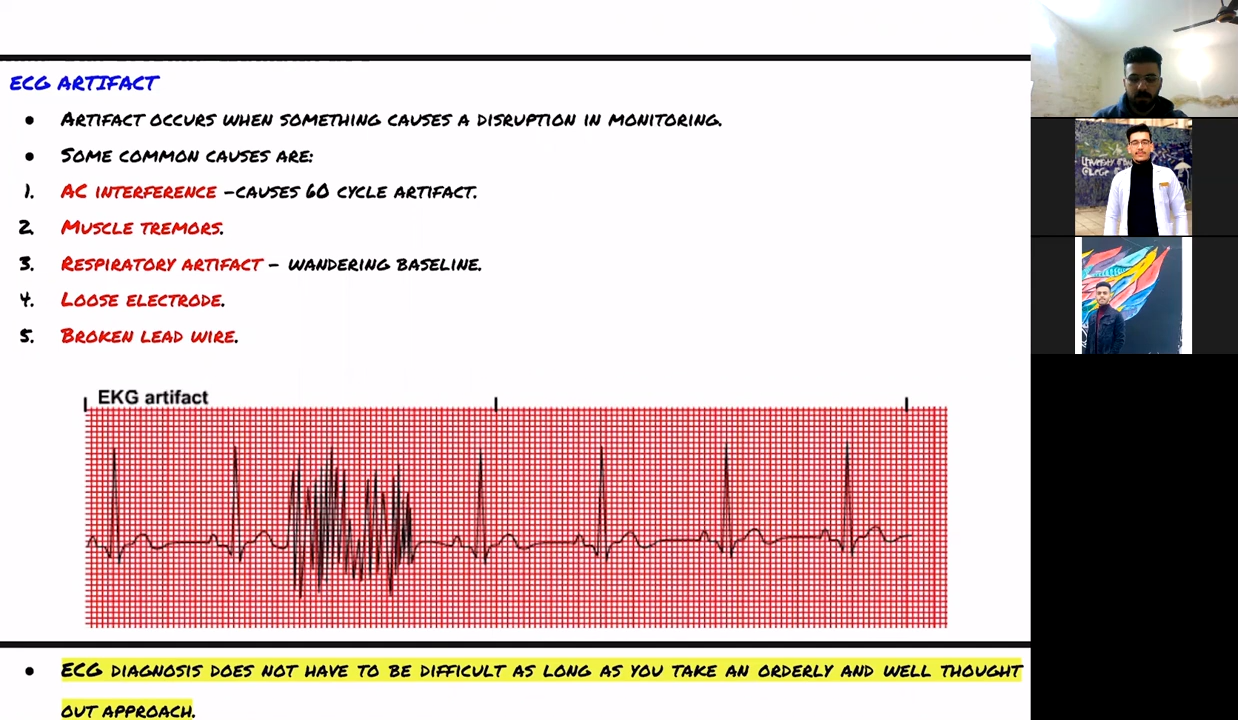 ECG ARTIFACT
• ARTIFACT OCCURS WHEN SOMETHING CAUSES A DISRUPTION IN MONITORING.
• SOME COMMON CAUSES ARE:
1. AC INTERFERENCE –CAUSES 60 CYCLE ARTIFACT.
2. MUSCLE TREMORS.
3. RESPIRATORY ARTIFACT – WANDERING BASELINE.
4. LOOSE ELECTRODE.
5. BROKEN LEAD WIRE.
EKG artifact
• ECG DIAGNOSIS DOES NOT HAVE TO BE DIFFICULT AS LONG AS YOU TAKE AN ORDERLY AND WELL THOUGHT
OUT APPROACH.